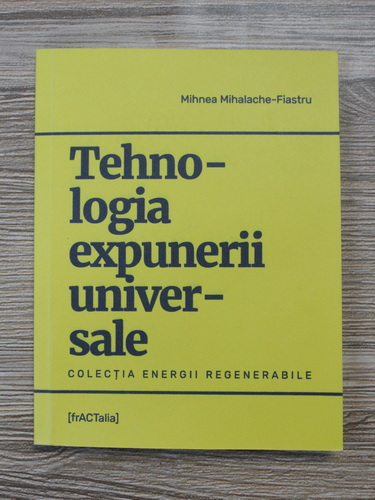 Mihnea Mihalache-Fiastru
Tehno-
logia
expunerii
univer-
sale
COLECȚIA ENERGII REGENERABILE
[frACTalia]